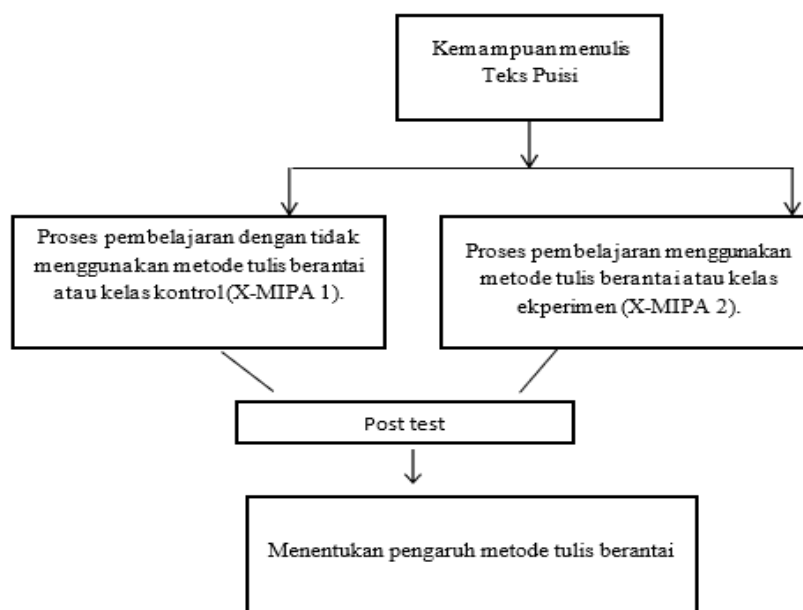 Kemampuan menulis
Teks Puisi
Proses pembelajaran dengan tidak
menggunakan metode tulis berantai
atau kelas kontrol (X-MIPA 1).
Proses pembelajaran menggunakan
metode tulis berantai atau kelas
ekperimen (X-MIPA 2).
Post test
Menentukan pengaruh metode tulis berantai